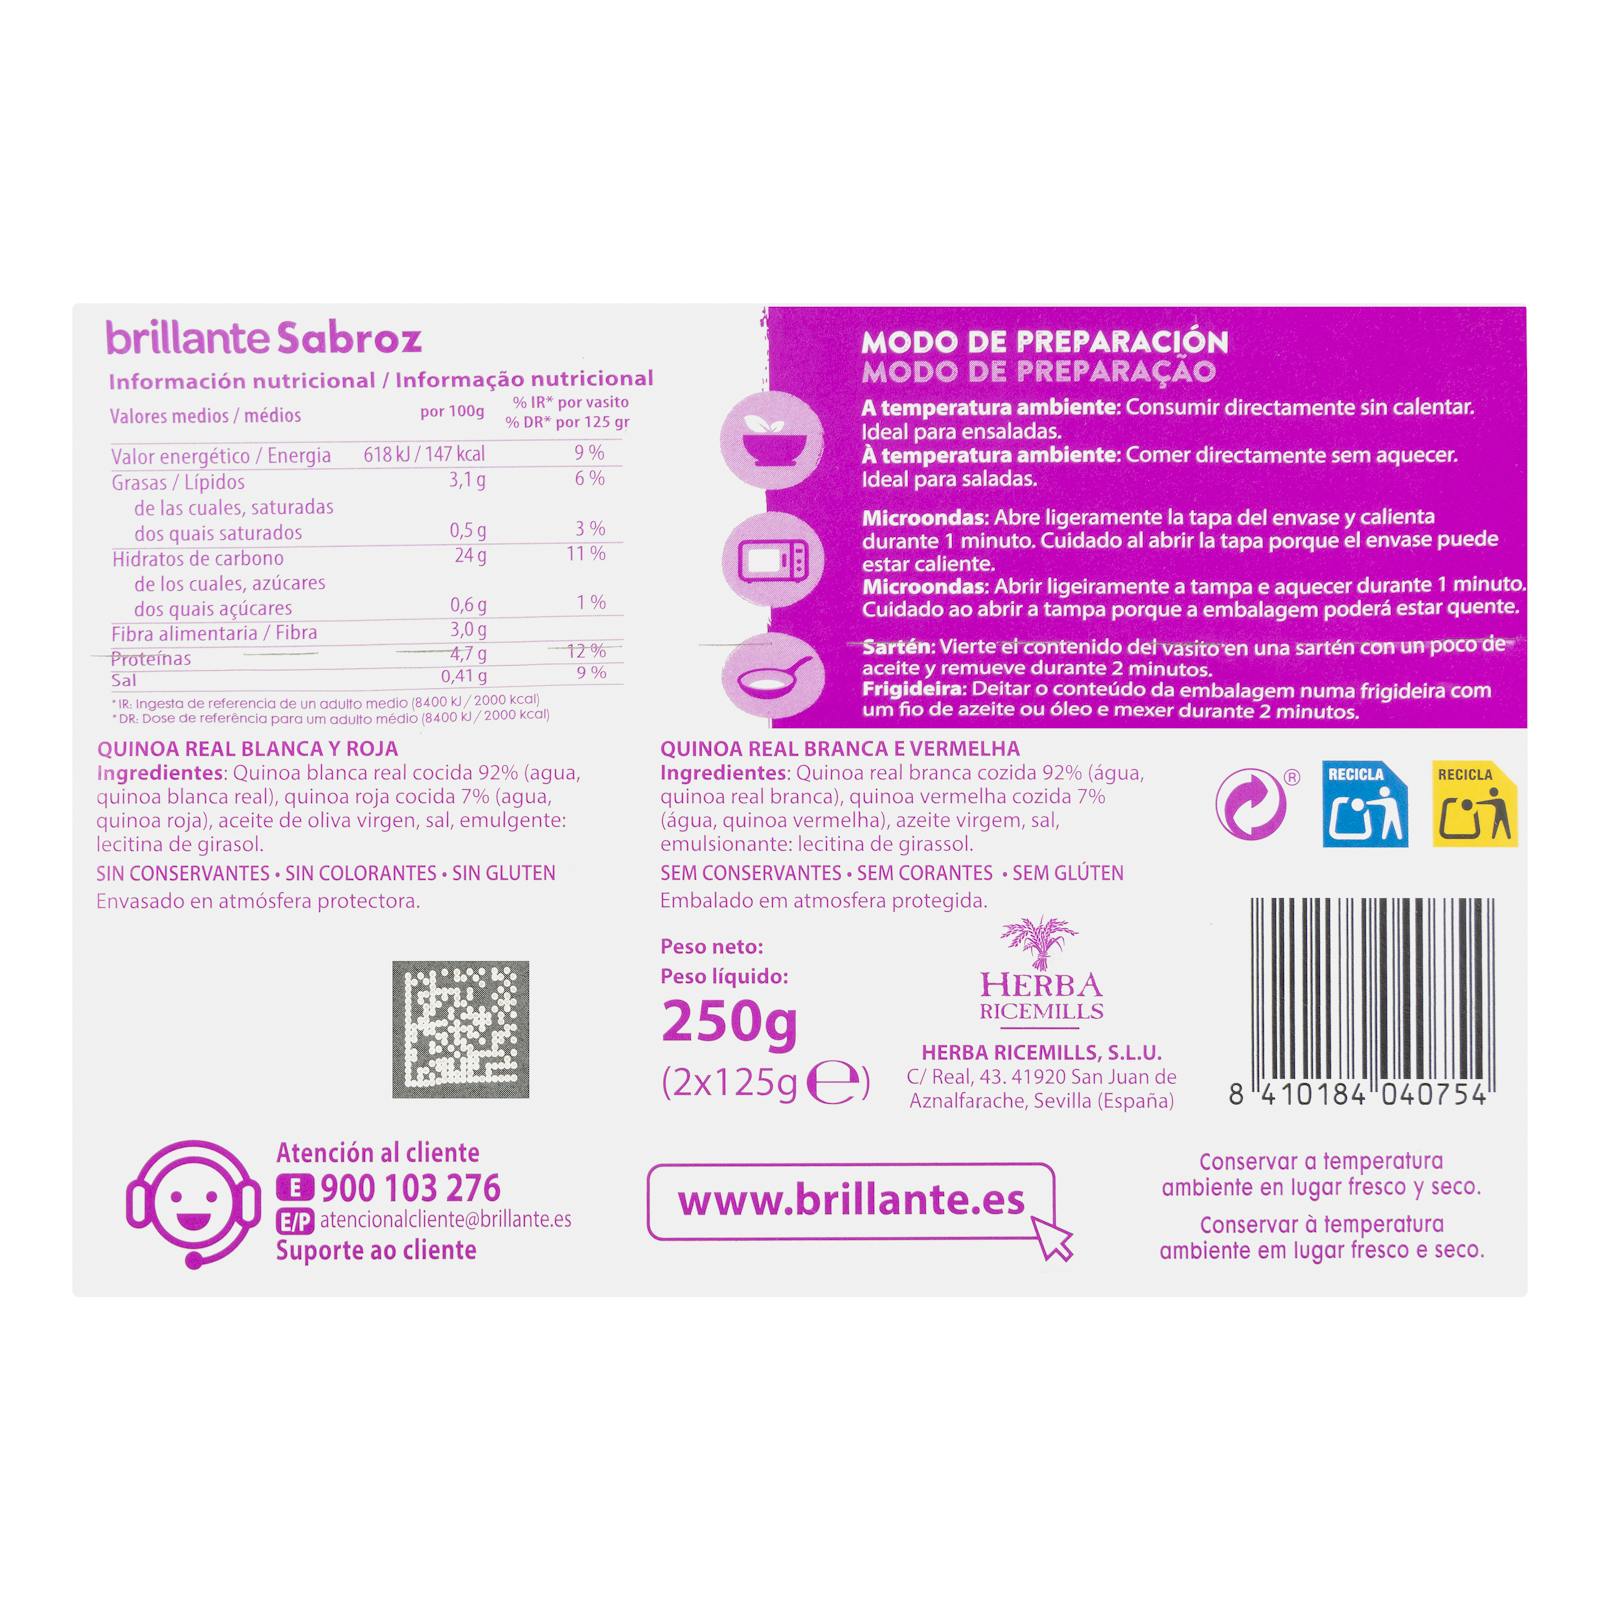 brillante Sabroz
Información nutricional / Informação nutricional
Valores medios / médios por 100g % IR* por vasito
% DR* por 125 gr
Valor energético / Energia 618 kJ / 147 kcal 9 %
Grasas / Lípidos 3,1 g 6 %
de las cuales, saturadas
dos quais saturados 0,5 g 3 %
Hidratos de carbono 24 g 11 %
de los cuales, azúcares
dos quais açúcares 0,6 g 1 %
Fibra alimentaria / Fibra 3,0 g
Proteínas 4,7 g 12 %
Sal 0,41 g 9 %
* IR: Ingesta de referencia de un adulto medio (8400 kJ / 2000 kcal)
* DR: Dose de referência para um adulto médio (8400 kJ / 2000 kcal)
MODO DE PREPARACIÓN
MODO DE PREPARAÇÃO
A temperatura ambiente: Consumir directamente sin calentar.
Ideal para ensaladas.
À temperatura ambiente: Comer directamente sem aquecer.
Ideal para saladas.
Microondas: Abre ligeramente la tapa del envase y calienta
durante 1 minuto. Cuidado al abrir la tapa porque el envase puede
estar caliente.
Microondas: Abrir ligeiramente a tampa e aquecer durante 1 minuto.
Cuidado ao abrir a tampa porque a embalagem poderá estar quente.
Sartén: Vierte el contenido del vasito en una sartén con un poco de
aceite y remueve durante 2 minutos.
Frigideira: Deitar o conteúdo da embalagem numa frigideira com
um fio de azeite ou óleo e mexer durante 2 minutos.
QUINOA REAL BLANCA Y ROJA
Ingredientes: Quinoa blanca real cocida 92% (agua,
quinoa blanca real), quinoa roja cocida 7% (agua,
quinoa roja), aceite de oliva virgen, sal, emulgente:
lecitina de girasol.
SIN CONSERVANTES • SIN COLORANTES • SIN GLUTEN
Envasado en atmósfera protectora.
QUINOA REAL BRANCA E VERMELHA
Ingredientes: Quinoa real branca cozida 92% (água,
quinoa real branca), quinoa vermelha cozida 7%
(água, quinoa vermelha), azeite virgem, sal,
emulsionante: lecitina de girassol.
SEM CONSERVANTES • SEM CORANTES • SEM GLÚTEN
Embalado em atmosfera protegida.
®
RECICLA
RECICLA
Peso neto:
Peso líquido:
250g
(2x125g ℮)
HERBA
RICEMILLS
HERBA RICEMILLS, S.L.U.
C/ Real, 43. 41920 San Juan de
Aznalfarache, Sevilla (España)
8 410184 040754
Atención al cliente
E 900 103 276
E/P atencionalcliente@brillante.es
Suporte ao cliente
www.brillante.es
Conservar a temperatura
ambiente en lugar fresco y seco.
Conservar à temperatura
ambiente em lugar fresco e seco.